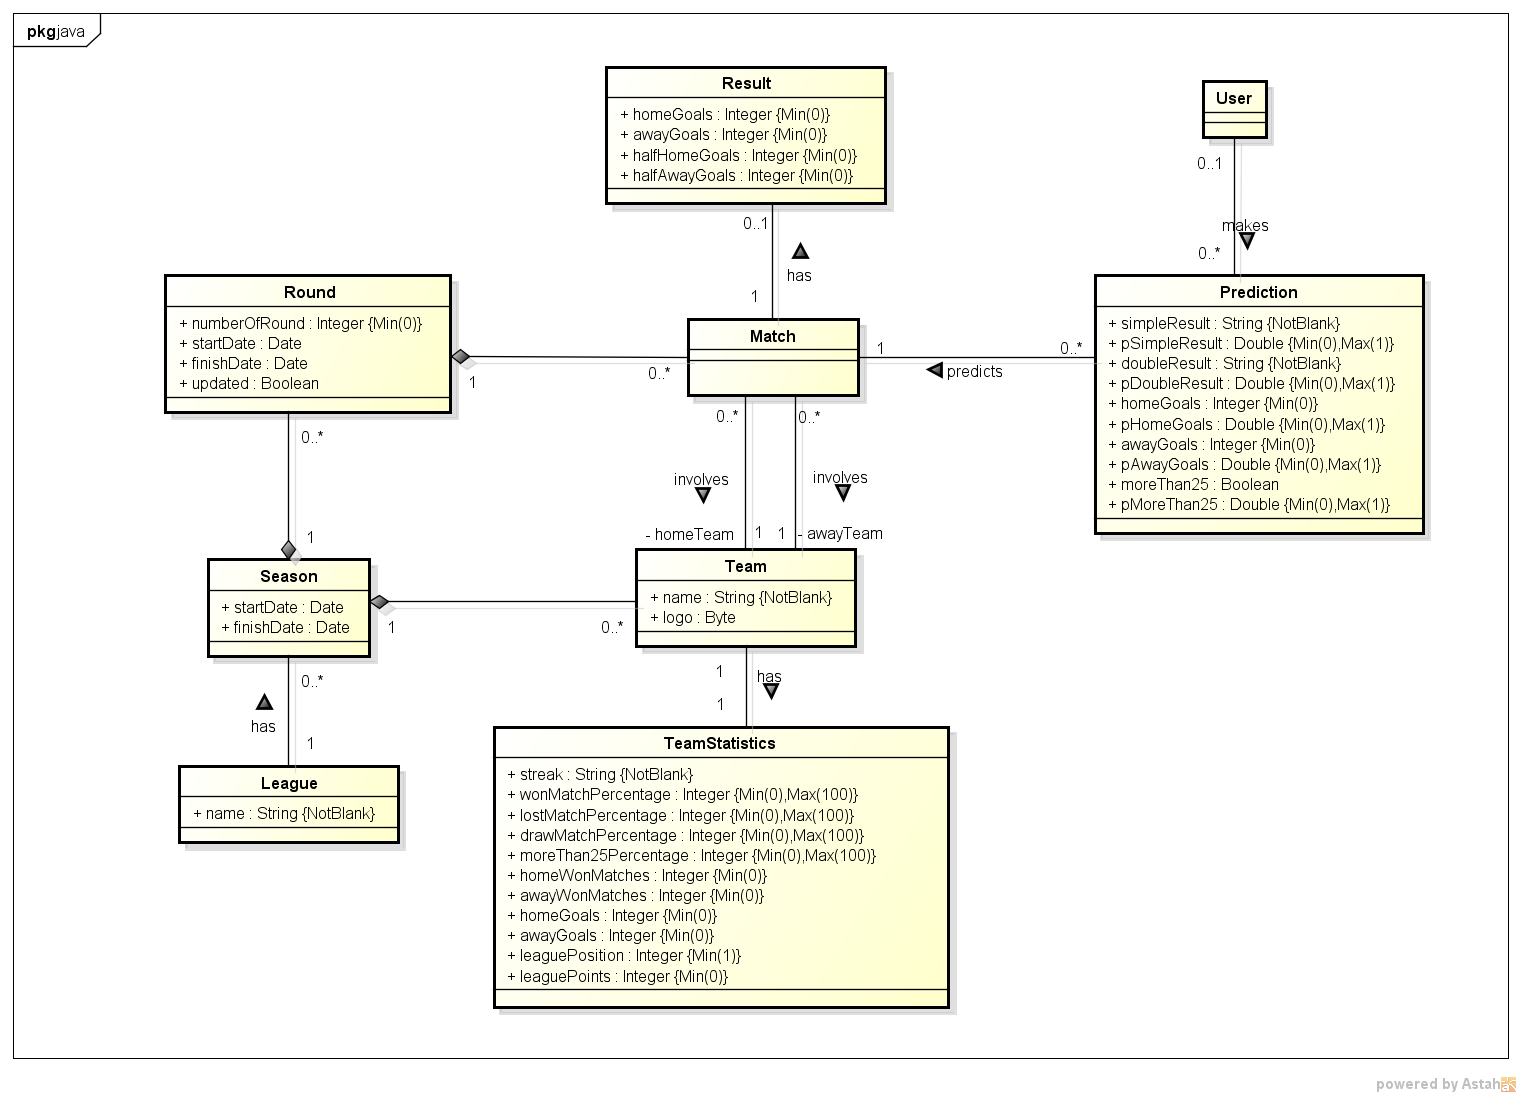 pkg java
Result
+ homeGoals : Integer {Min(0)}
+ awayGoals : Integer {Min(0)}
+ halfHomeGoals : Integer {Min(0)}
+ halfAwayGoals : Integer {Min(0)}
User
0..1
makes
0..*
0..1
has
1
Round
+ numberOfRound : Integer {Min(0)}
+ startDate : Date
+ finishDate : Date
+ updated : Boolean
Match
1
0..*
1
0..*
predicts
Prediction
+ simpleResult : String {NotBlank}
+ pSimpleResult : Double {Min(0),Max(1)}
+ doubleResult : String {NotBlank}
+ pDoubleResult : Double {Min(0),Max(1)}
+ homeGoals : Integer {Min(0)}
+ pHomeGoals : Double {Min(0),Max(1)}
+ awayGoals : Integer {Min(0)}
+ pAwayGoals : Double {Min(0),Max(1)}
+ moreThan25 : Boolean
+ pMoreThan25 : Double {Min(0),Max(1)}
0..*
0..*
0..*
involves
involves
1
- homeTeam
1
1
- awayTeam
Season
+ startDate : Date
+ finishDate : Date
1
0..*
Team
+ name : String {NotBlank}
+ logo : Byte
0..*
has
1
1
has
1
League
+ name : String {NotBlank}
TeamStatistics
+ streak : String {NotBlank}
+ wonMatchPercentage : Integer {Min(0),Max(100)}
+ lostMatchPercentage : Integer {Min(0),Max(100)}
+ drawMatchPercentage : Integer {Min(0),Max(100)}
+ moreThan25Percentage : Integer {Min(0),Max(100)}
+ homeWonMatches : Integer {Min(0)}
+ awayWonMatches : Integer {Min(0)}
+ homeGoals : Integer {Min(0)}
+ awayGoals : Integer {Min(0)}
+ leaguePosition : Integer {Min(1)}
+ leaguePoints : Integer {Min(0)}
powered by Astah